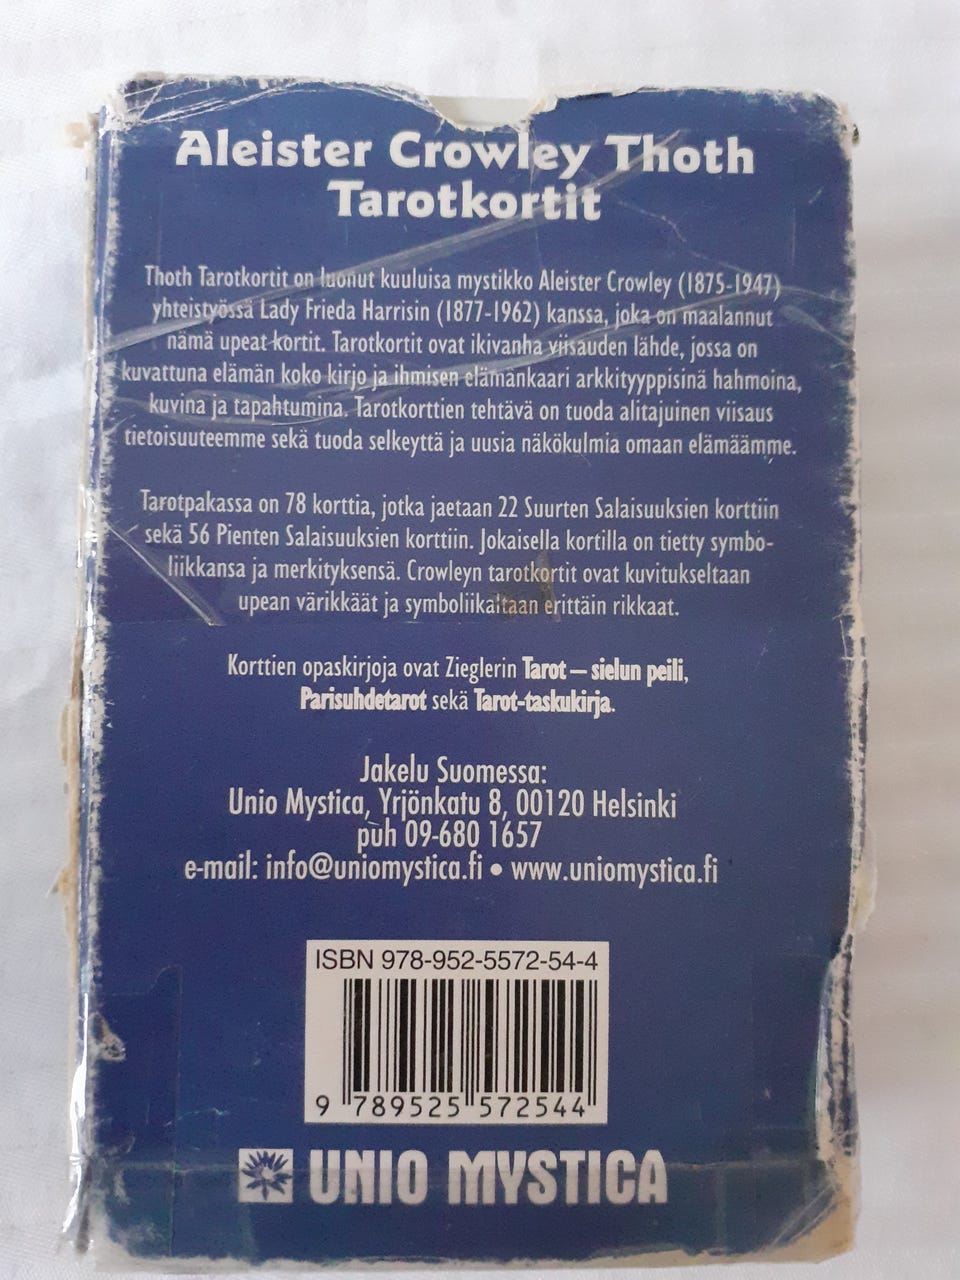 Aleister Crowley Thoth
Tarotkortit
Thoth Tarotkortit on luonut kuuluisa mystikko Aleister Crowley (1875-1947)
yhteistyössä Lady Frieda Harrisin (1877-1962) kanssa, joka on maalannut
nämä upeat kortit. Tarotkortit ovat ikivanha viisauden lähde, jossa on
kuvattuna elämän koko kirjo ja ihmisen elämänkaari arkkityyppisinä hahmoina,
kuvina ja tapahtumina. Tarotkorttien tehtävä on tuoda alitajuinen viisaus
tietoisuuteemme sekä tuoda selkeyttä ja uusia näkökulmia omaan elämäämme.
Tarotpakassa on 78 korttia, jotka jaetaan 22 Suurten Salaisuuksien korttiin
sekä 56 Pienten Salaisuuksien korttiin. Jokaisella kortilla on tietty symbo-
liikkansa ja merkityksensä. Crowleyn tarotkortit ovat kuvitukseltaan
upean värikkäät ja symboliikaltaan erittäin rikkaat.
Korttien opaskirjoja ovat Zieglerin Tarot – sielun peili,
Parisuhdetarot sekä Tarot-taskukirja.
Jakelu Suomessa:
Unio Mystica, Yrjönkatu 8, 00120 Helsinki
puh 09-680 1657
e-mail: info@uniomystica.fi • www.uniomystica.fi
ISBN 978-952-5572-54-4
9 789525 572544
UNIO MYSTICA